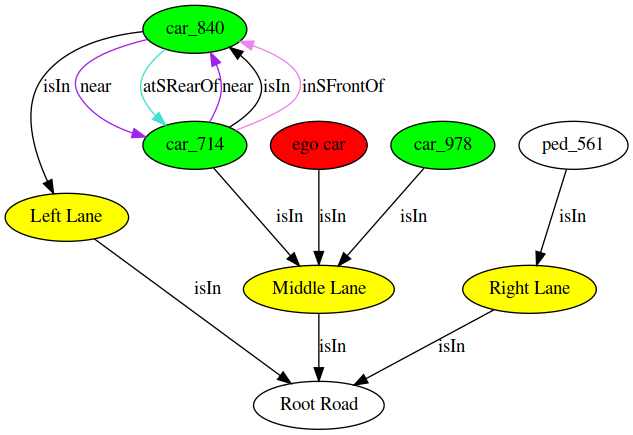 car_840
isIn
near
atSRearOf
near
isIn
inSFrontOf
car_714
ego car
car_978
ped_561
Left Lane
isIn
isIn
isIn
isIn
Middle Lane
Right Lane
isIn
isIn
isIn
Root Road